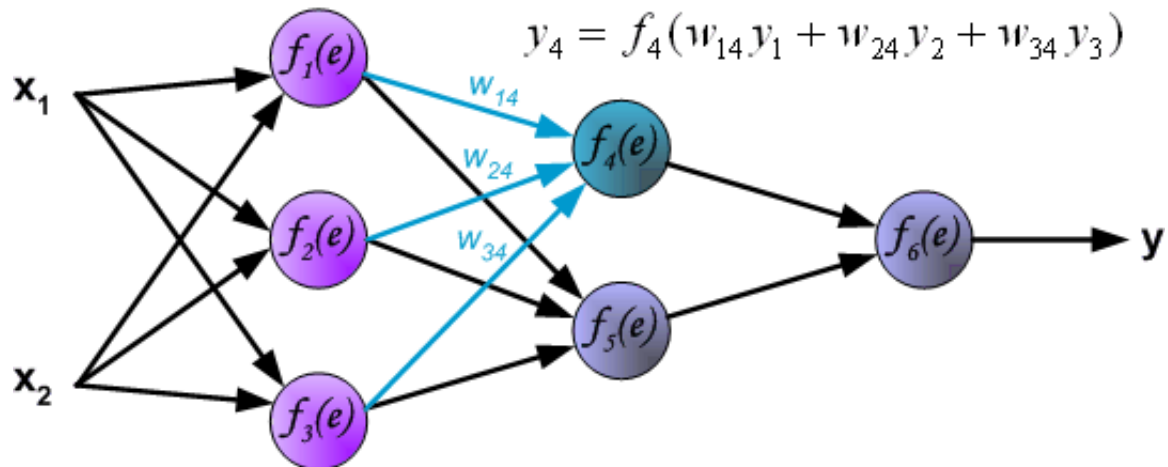 y₄ = f₄(w₁₄y₁ + w₂₄y₂ + w₃₄y₃)
f₁(e)
x₁
w₁₄
f₄(e)
w₂₄
f₂(e)
w₃₄
f₆(e)
y
f₅(e)
x₂
f₃(e)